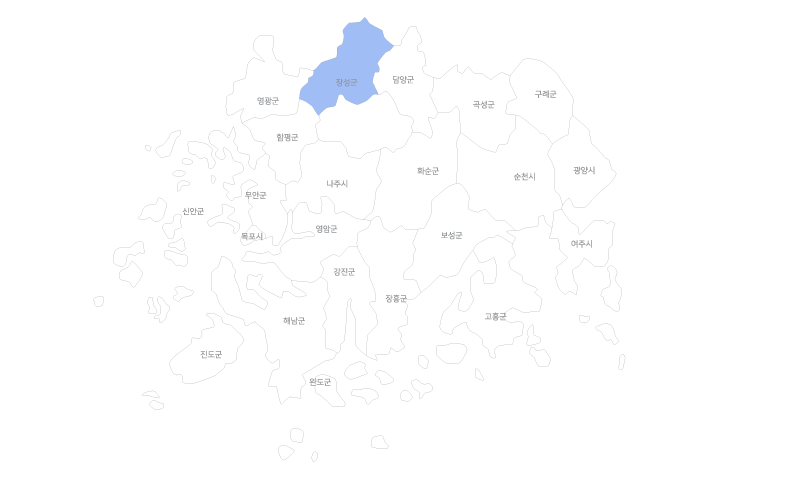 장성군
담양군
영광군
곡성군
구례군
함평군
화순군
광양시
나주시
순천시
무안군
신안군
영암군
목포시
보성군
여주시
강진군
장흥군
해남군
고흥군
진도군
완도군